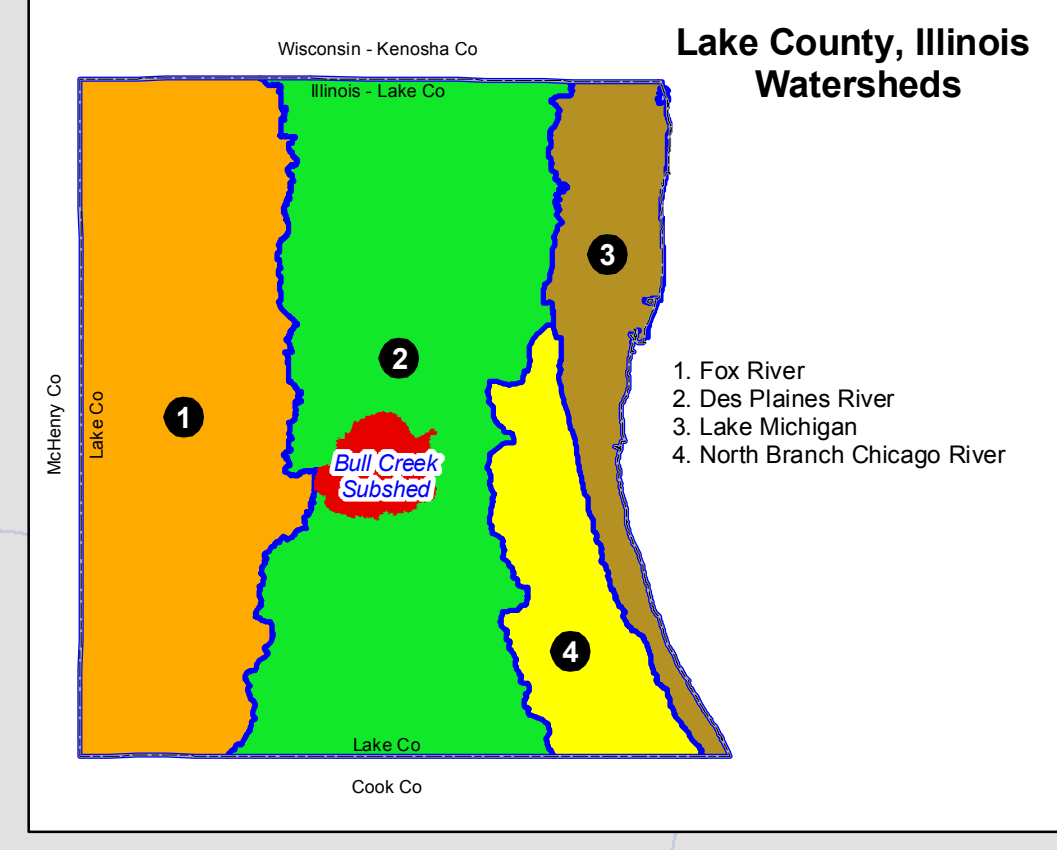 Lake County, Illinois
Watersheds
Wisconsin - Kenosha Co
Illinois - Lake Co
3
2
1
McHenry Co
Lake Co
Bull Creek
Subshed
1. Fox River
2. Des Plaines River
3. Lake Michigan
4. North Branch Chicago River
4
Lake Co
Cook Co